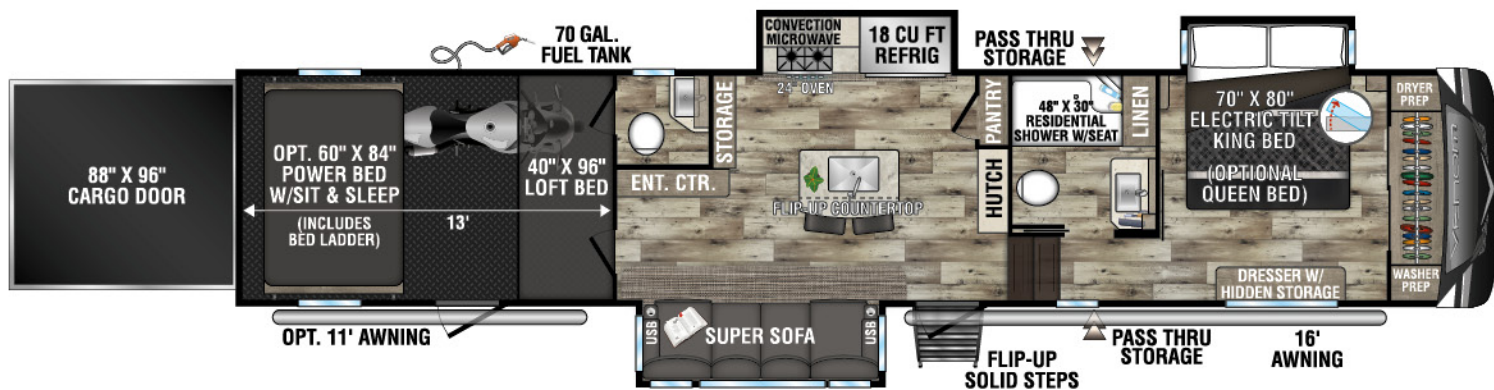 88" X 96"
CARGO DOOR
OPT. 60" X 84"
POWER BED
W/SIT & SLEEP
(INCLUDES
BED LADDER)
13'
OPT. 11' AWNING
70 GAL.
FUEL TANK
40" X 96"
LOFT BED
STORAGE
ENT. CTR.
CONVECTION
MICROWAVE
18 CU FT
REFRIG
24" OVEN
FLIP-UP COUNTERTOP
USB
SUPER SOFA
USB
PANTRY
HUTCH
PASS THRU
STORAGE
48" X 30"
RESIDENTIAL
SHOWER W/SEAT
LINEN
FLIP-UP
SOLID STEPS
PASS THRU
STORAGE
70" X 80"
ELECTRIC TILT
KING BED
(OPTIONAL
QUEEN BED)
DRESSER W/
HIDDEN STORAGE
16'
AWNING
DRYER
PREP
WASHER
PREP